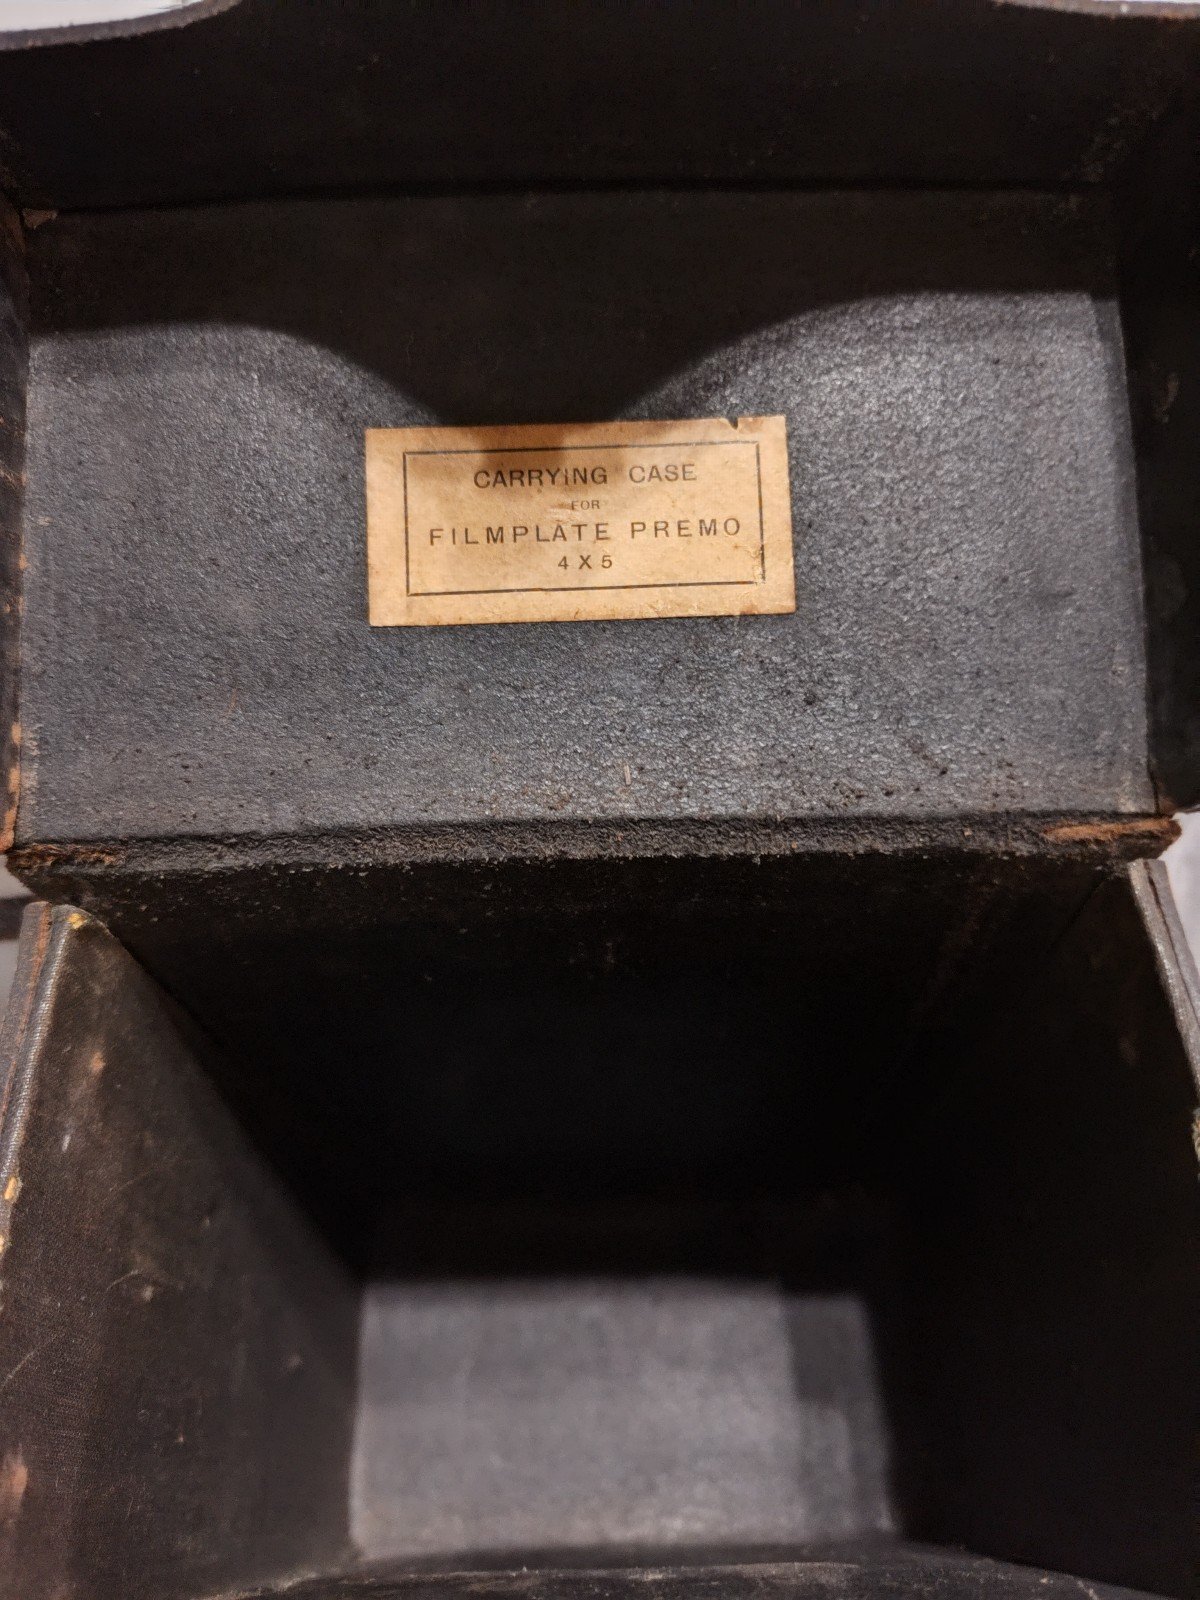 CARRYING CASE
FOR
FILMPLATE PREMO
4 X 5